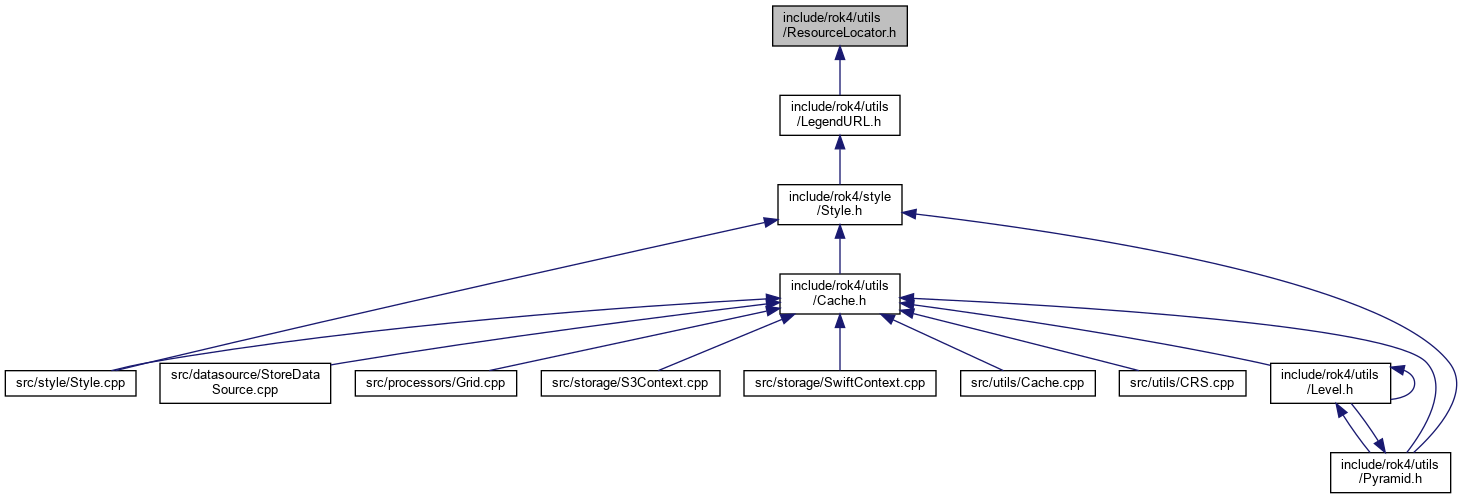 include/rok4/utils
/ResourceLocator.h
include/rok4/utils
/LegendURL.h
include/rok4/style
/Style.h
include/rok4/utils
/Cache.h
src/style/Style.cpp
src/datasource/StoreData
Source.cpp
src/processors/Grid.cpp
src/storage/S3Context.cpp
src/storage/SwiftContext.cpp
src/utils/Cache.cpp
src/utils/CRS.cpp
include/rok4/utils
/Level.h
include/rok4/utils
/Pyramid.h